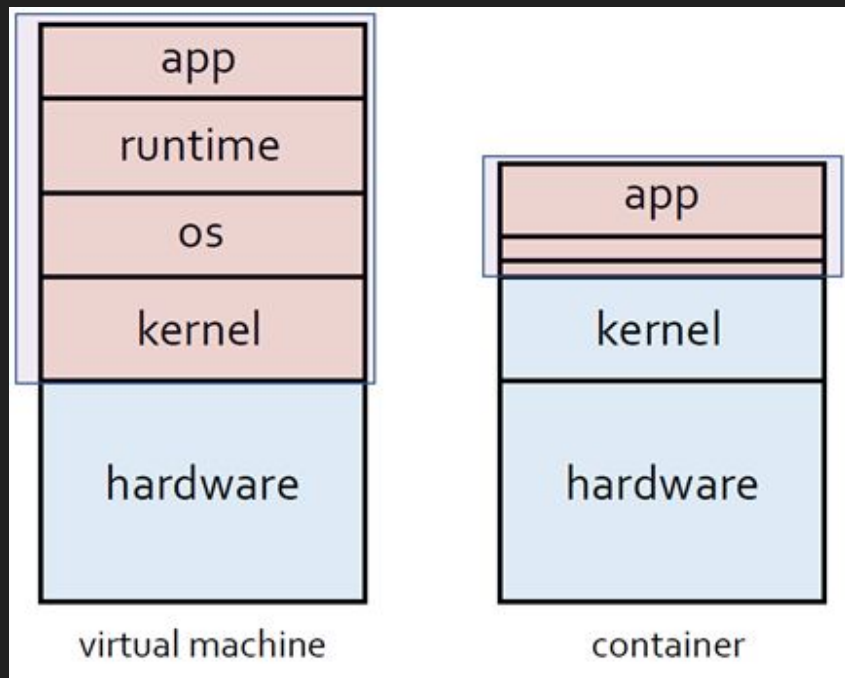 app
runtime
os
kernel
hardware
virtual machine
app
kernel
hardware
container